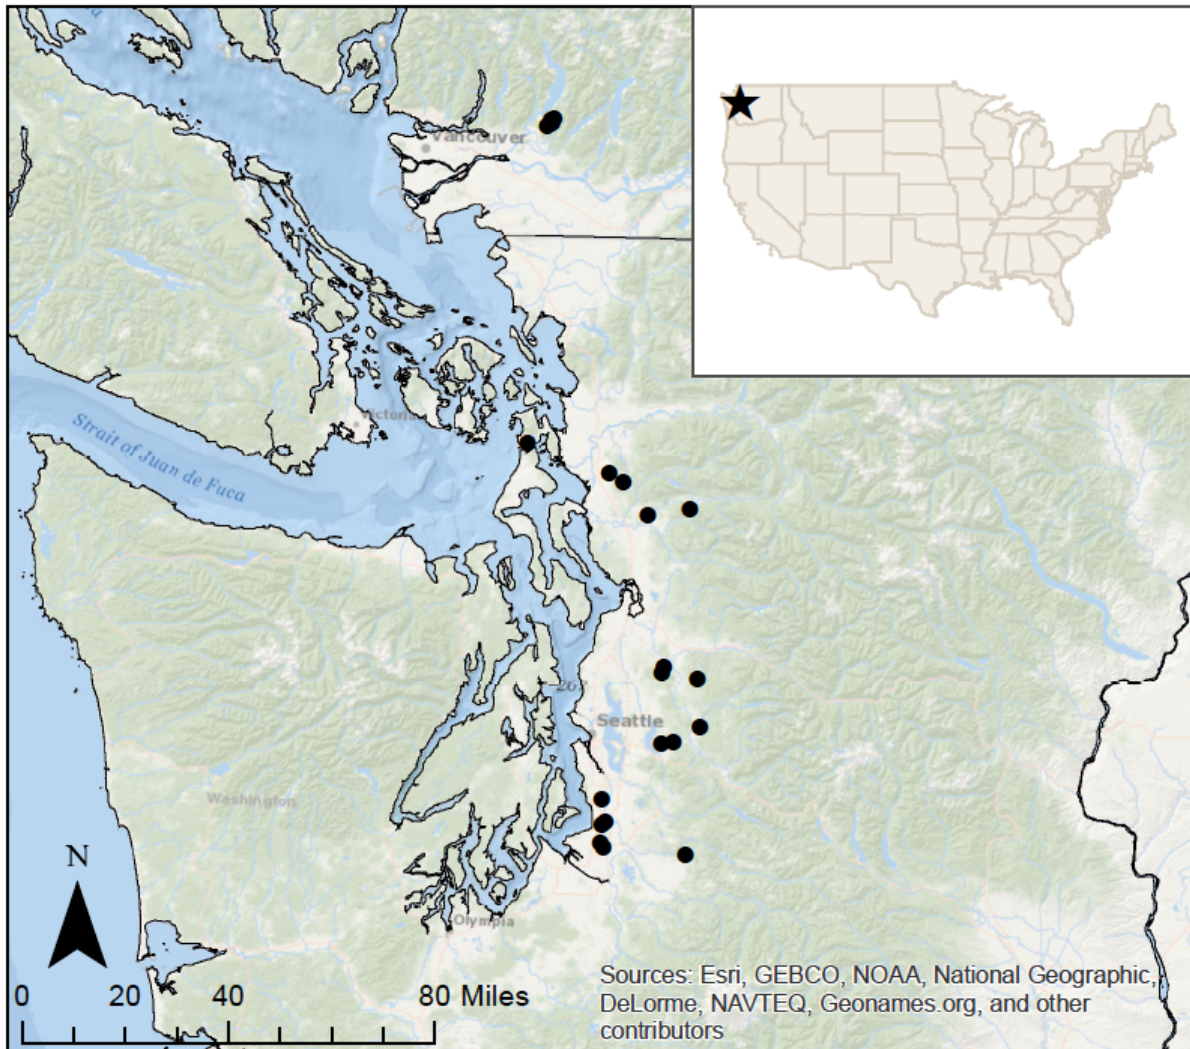 Vancouver
Victoria
Strait of Juan de Fuca
Seattle
Washington
N
Olympia
0 20 40 80 Miles
Sources: Esri, GEBCO, NOAA, National Geographic,
DeLorme, NAVTEQ, Geonames.org, and other
contributors